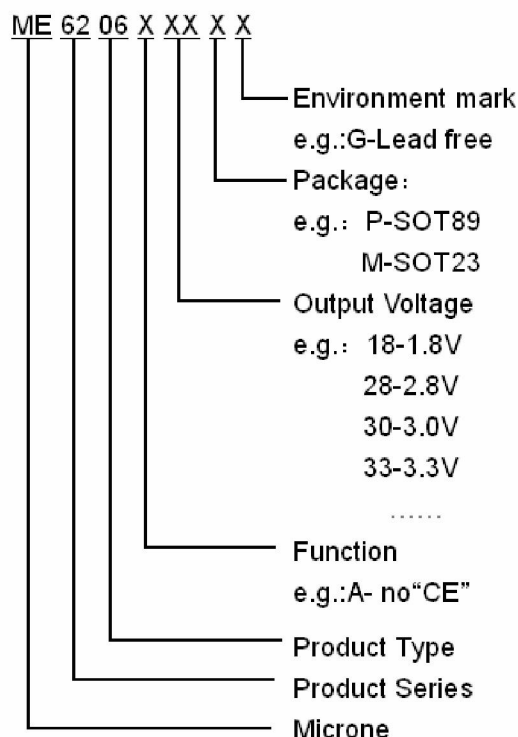 ME 62 06 X XX X X
Environment mark
e.g.:G-Lead free
Package：
e.g.： P-SOT89
M-SOT23
Output Voltage
e.g.： 18-1.8V
28-2.8V
30-3.0V
33-3.3V
......
Function
e.g.:A- no“CE”
Product Type
Product Series
Microne